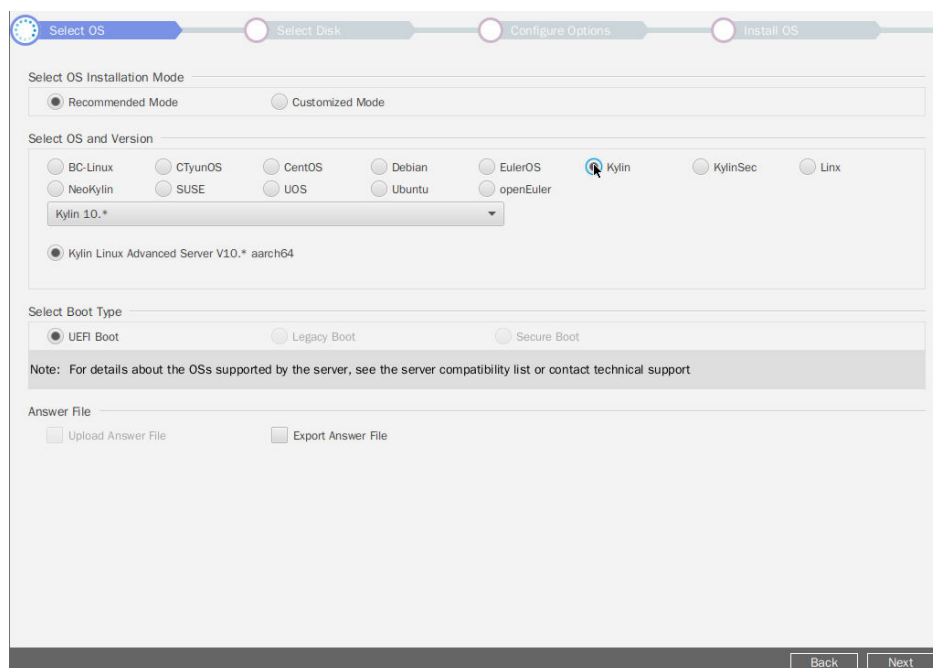 Select OS Select Disk Configure Options Install OS
Select OS Installation Mode
Recommended Mode Customized Mode
Select OS and Version
BC-Linux CTyunOS CentOS Debian EulerOS Kylin KylinSec Linx
NeoKylin SUSE UOS Ubuntu openEuler
Kylin 10.*
Kylin Linux Advanced Server V10.* aarch64
Select Boot Type
UEFI Boot Legacy Boot Secure Boot
Note: For details about the OSs supported by the server, see the server compatibility list or contact technical support
Answer File
Upload Answer File Export Answer File
Back Next